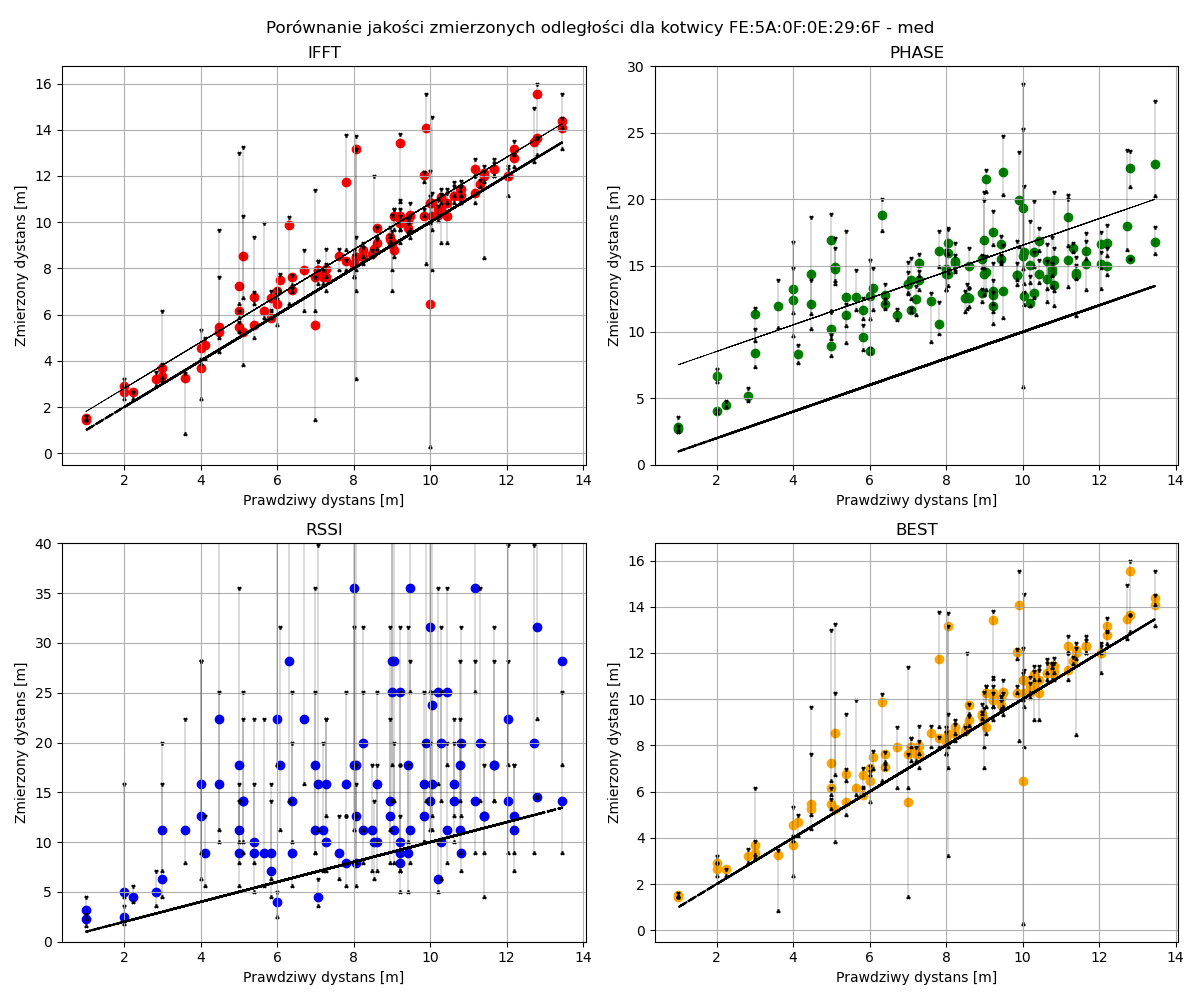 Porównanie jakości zmierzonych odległości dla kotwicy FE:5A:0F:0E:29:6F - med
IFFT
Zmierzony dystans [m]
16
14
12
10
8
6
4
2
0
2 4 6 8 10 12 14
Prawdziwy dystans [m]
PHASE
Zmierzony dystans [m]
30
25
20
15
10
5
0
2 4 6 8 10 12 14
Prawdziwy dystans [m]
RSSI
Zmierzony dystans [m]
40
35
30
25
20
15
10
5
0
2 4 6 8 10 12 14
Prawdziwy dystans [m]
BEST
Zmierzony dystans [m]
16
14
12
10
8
6
4
2
0
2 4 6 8 10 12 14
Prawdziwy dystans [m]